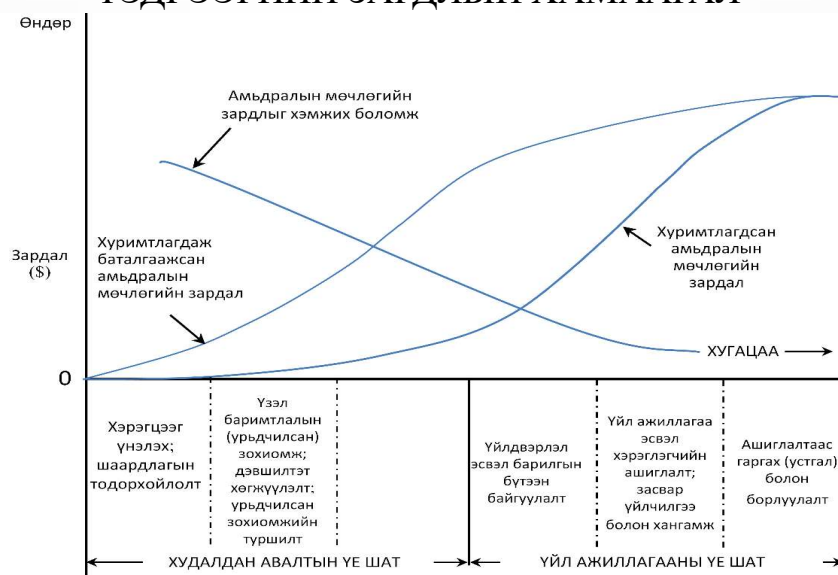 ТЭДГЭЭРИЙН ЗАРДЛЫН ХАМААРАЛ
Өндөр
Амьдралын мөчлөгийн
зардлыг хэмжих боломж
Хуримтлагдаж
баталгаажсан
амьдралын
мөчлөгийн зардал
Зардал
($)
Хуримтлагдсан
амьдралын
мөчлөгийн
зардал
ХУГАЦАА
0
Хэрэгцээг
үнэлэх;
шаардлагын
тодорхойлолт
Үзэл
баримтлалын
(урьдчилсан)
зохиомж;
дэвшилтэт
хөгжүүлэлт;
урьдчилсан
зохиомжийн
туршилт
Үйлдвэрлэл
эсвэл барилгын
бүтээн
байгуулалт
Үйл ажиллагаа
эсвэл
хэрэглэгчийн
ашиглалт;
засвар
үйлчилгээ
болон хангамж
Ашиглалтаас
гаргах (устгал)
болон
борлуулалт
ХУДАЛДАН АВАЛТЫН ҮЕ ШАТ
ҮЙЛ АЖИЛЛАГААНЫ ҮЕ ШАТ